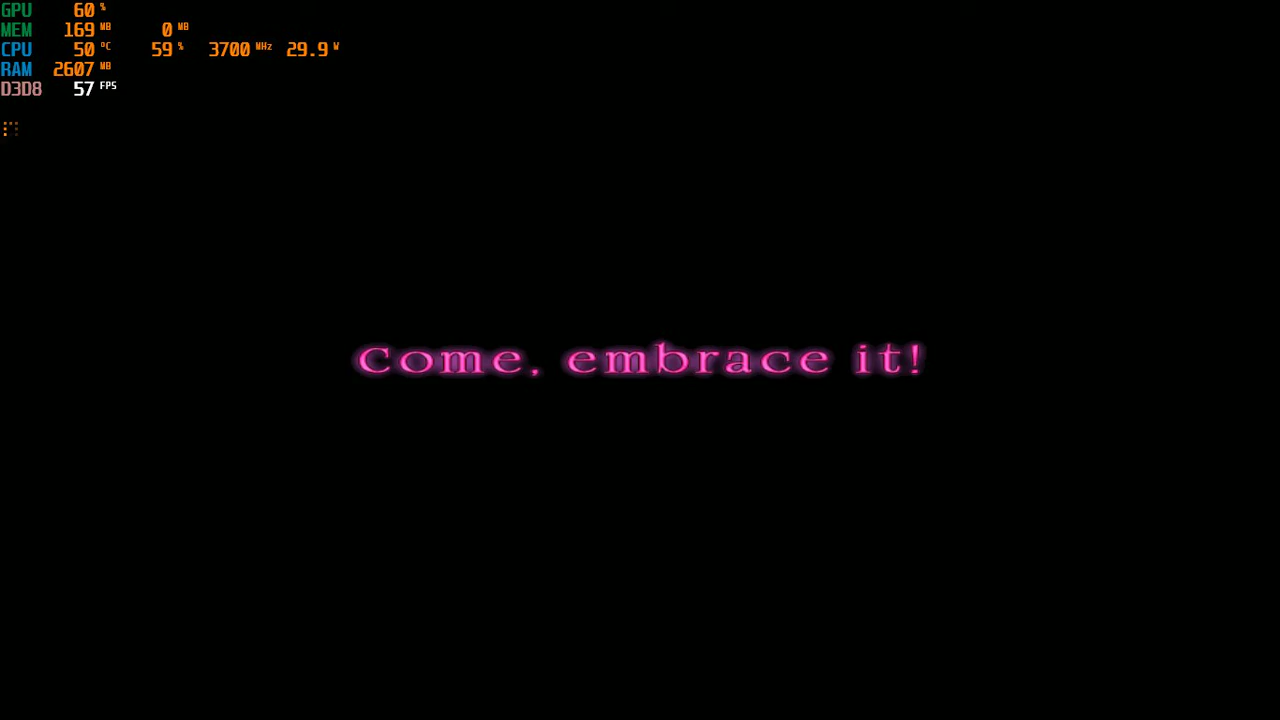 GPU 60 %
MEM 169 MB 0 MB
CPU 50 °C 59 % 3700 MHz 29.9 W
RAM 2607 MB
D3D8 57 FPS
Come, embrace it!